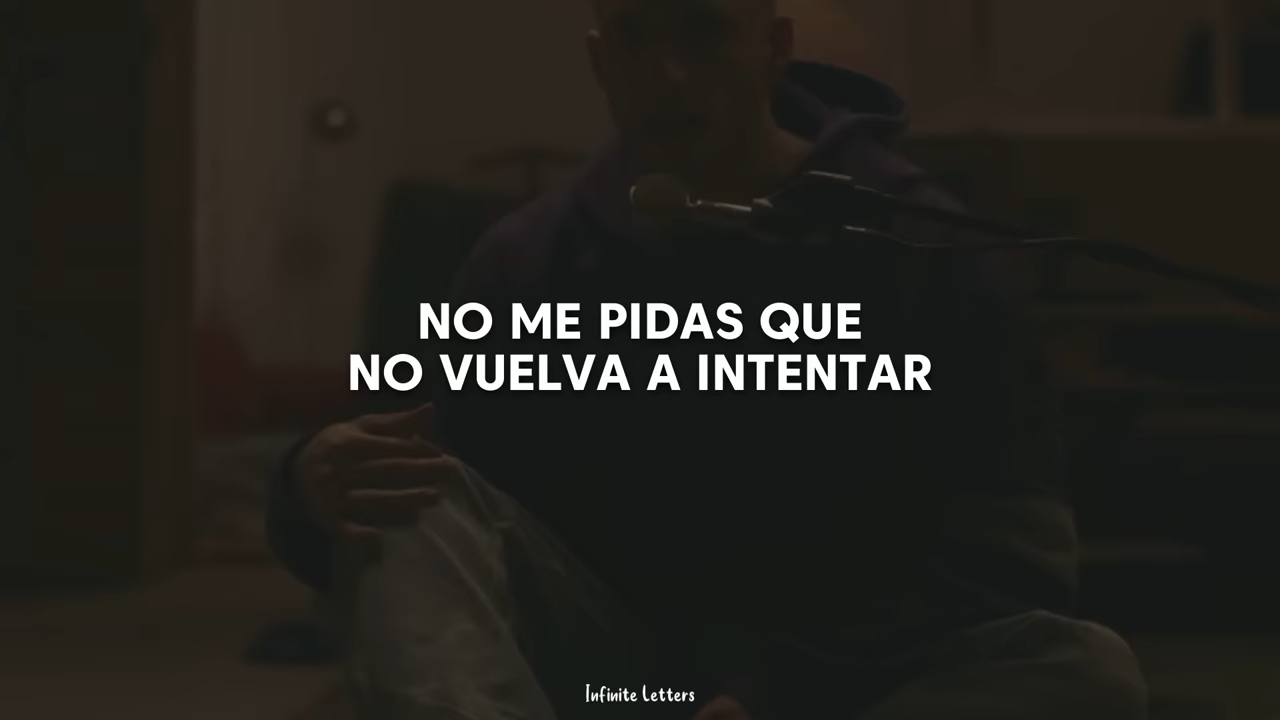 NO ME PIDAS QUE
NO VUELVA A INTENTAR
Infinite Letters